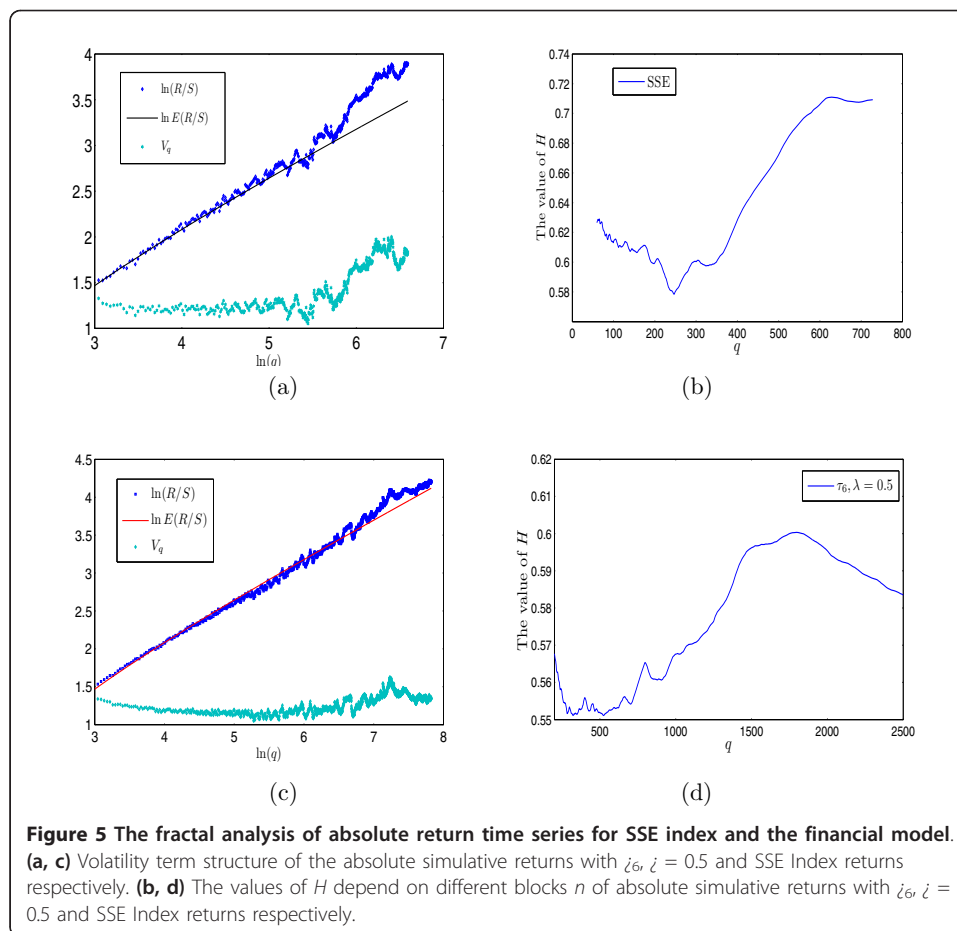 4
3.5
3
2.5
2
1.5
1
3
4
5
6
7
ln(R/S)
ln E(R/S)
V_q
ln(q)
(a)
0.74
0.7
0.66
0.62
0.6
0.58
0
100
200
300
400
500
600
700
800
SSE
The value of H
q
(b)
4.5
4
3.5
3
2.5
2
1.5
1
3
4
5
6
7
8
ln(R/S)
ln E(R/S)
V_q
ln(q)
(c)
0.62
0.61
0.6
0.59
0.58
0.57
0.56
0.55
500
1000
1500
2000
2500
τ₆, λ = 0.5
The value of H
q
(d)
Figure 5 The fractal analysis of absolute return time series for SSE index and the financial model.
(a, c) Volatility term structure of the absolute simulative returns with ¿₆, ¿ = 0.5 and SSE Index returns
respectively. (b, d) The values of H depend on different blocks n of absolute simulative returns with ¿₆, ¿ =
0.5 and SSE Index returns respectively.